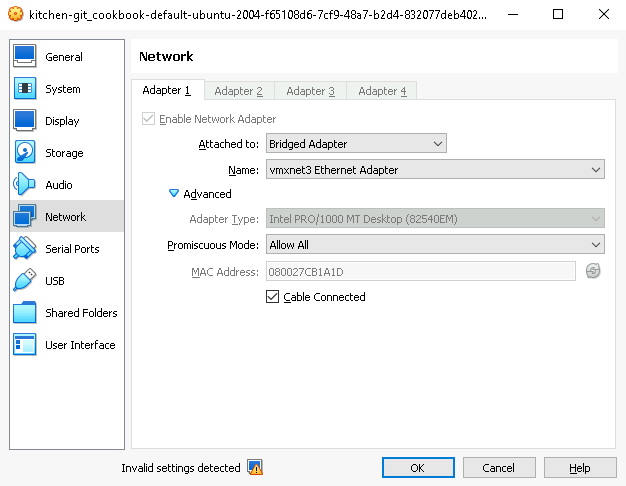 kitchen-git_cookbook-default-ubuntu-2004-f65108d6-7cf9-48a7-b2d4-832077deb402...
General
System
Display
Storage
Audio
Network
Serial Ports
USB
Shared Folders
User Interface
Network
Adapter 1 Adapter 2 Adapter 3 Adapter 4
Enable Network Adapter
Attached to: Bridged Adapter
Name: vmxnet3 Ethernet Adapter
Advanced
Adapter Type: Intel PRO/1000 MT Desktop (82540EM)
Promiscuous Mode: Allow All
MAC Address: 080027CB1A1D
Cable Connected
Invalid settings detected OK Cancel Help